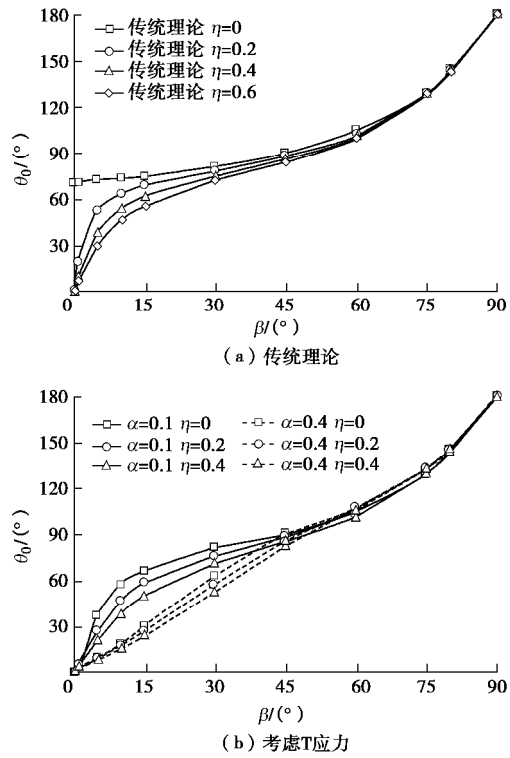 180
150
120
90
60
30
0
θ₀/(°)
传统理论 η=0
传统理论 η=0.2
传统理论 η=0.4
传统理论 η=0.6
0 15 30 45 60 75 90
β/(°)
(a) 传统理论
180
150
120
90
60
30
0
θ₀/(°)
α=0.1 η=0 α=0.4 η=0
α=0.1 η=0.2 α=0.4 η=0.2
α=0.1 η=0.4 α=0.4 η=0.4
15 30 45 60 75 90
β/(°)
(b) 考虑T应力